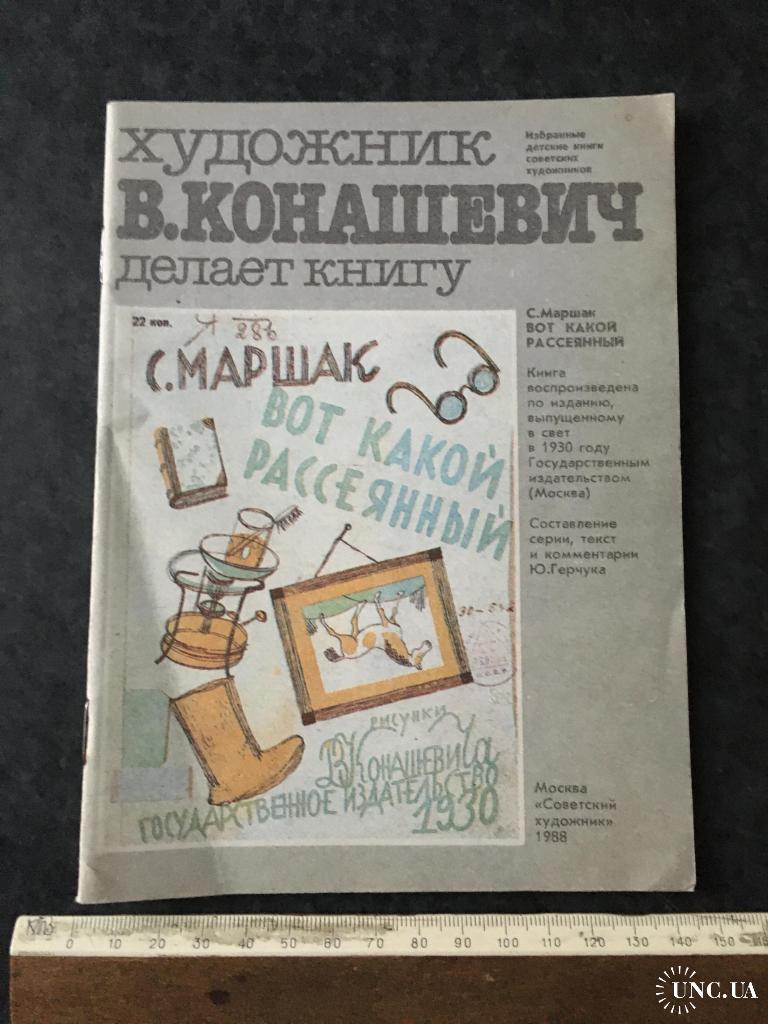 художник
В.КОНАШЕВИЧ
делает книгу
Избранные
детские книги
советских
художников
22 коп.
286
С. МАРШАК
ВОТ КАКОЙ
РАССЕЯННЫЙ
30-542
рисунки
В КОНАШЕВИЧа
ГОСУДАРСТВЕННОЕ ИЗДАТЕЛЬСТВО
1930
С.Маршак
ВОТ КАКОЙ
РАССЕЯННЫЙ
Книга
воспроизведена
по изданию,
выпущенному
в свет
в 1930 году
Государственным
издательством
(Москва)
Составление
серии, текст
и комментарии
Ю.Герчука
Москва
«Советский
художник»
1988
0 10 20 30 40 50 60 70 80 90 100 110 120 130 140 150
UNC.UA